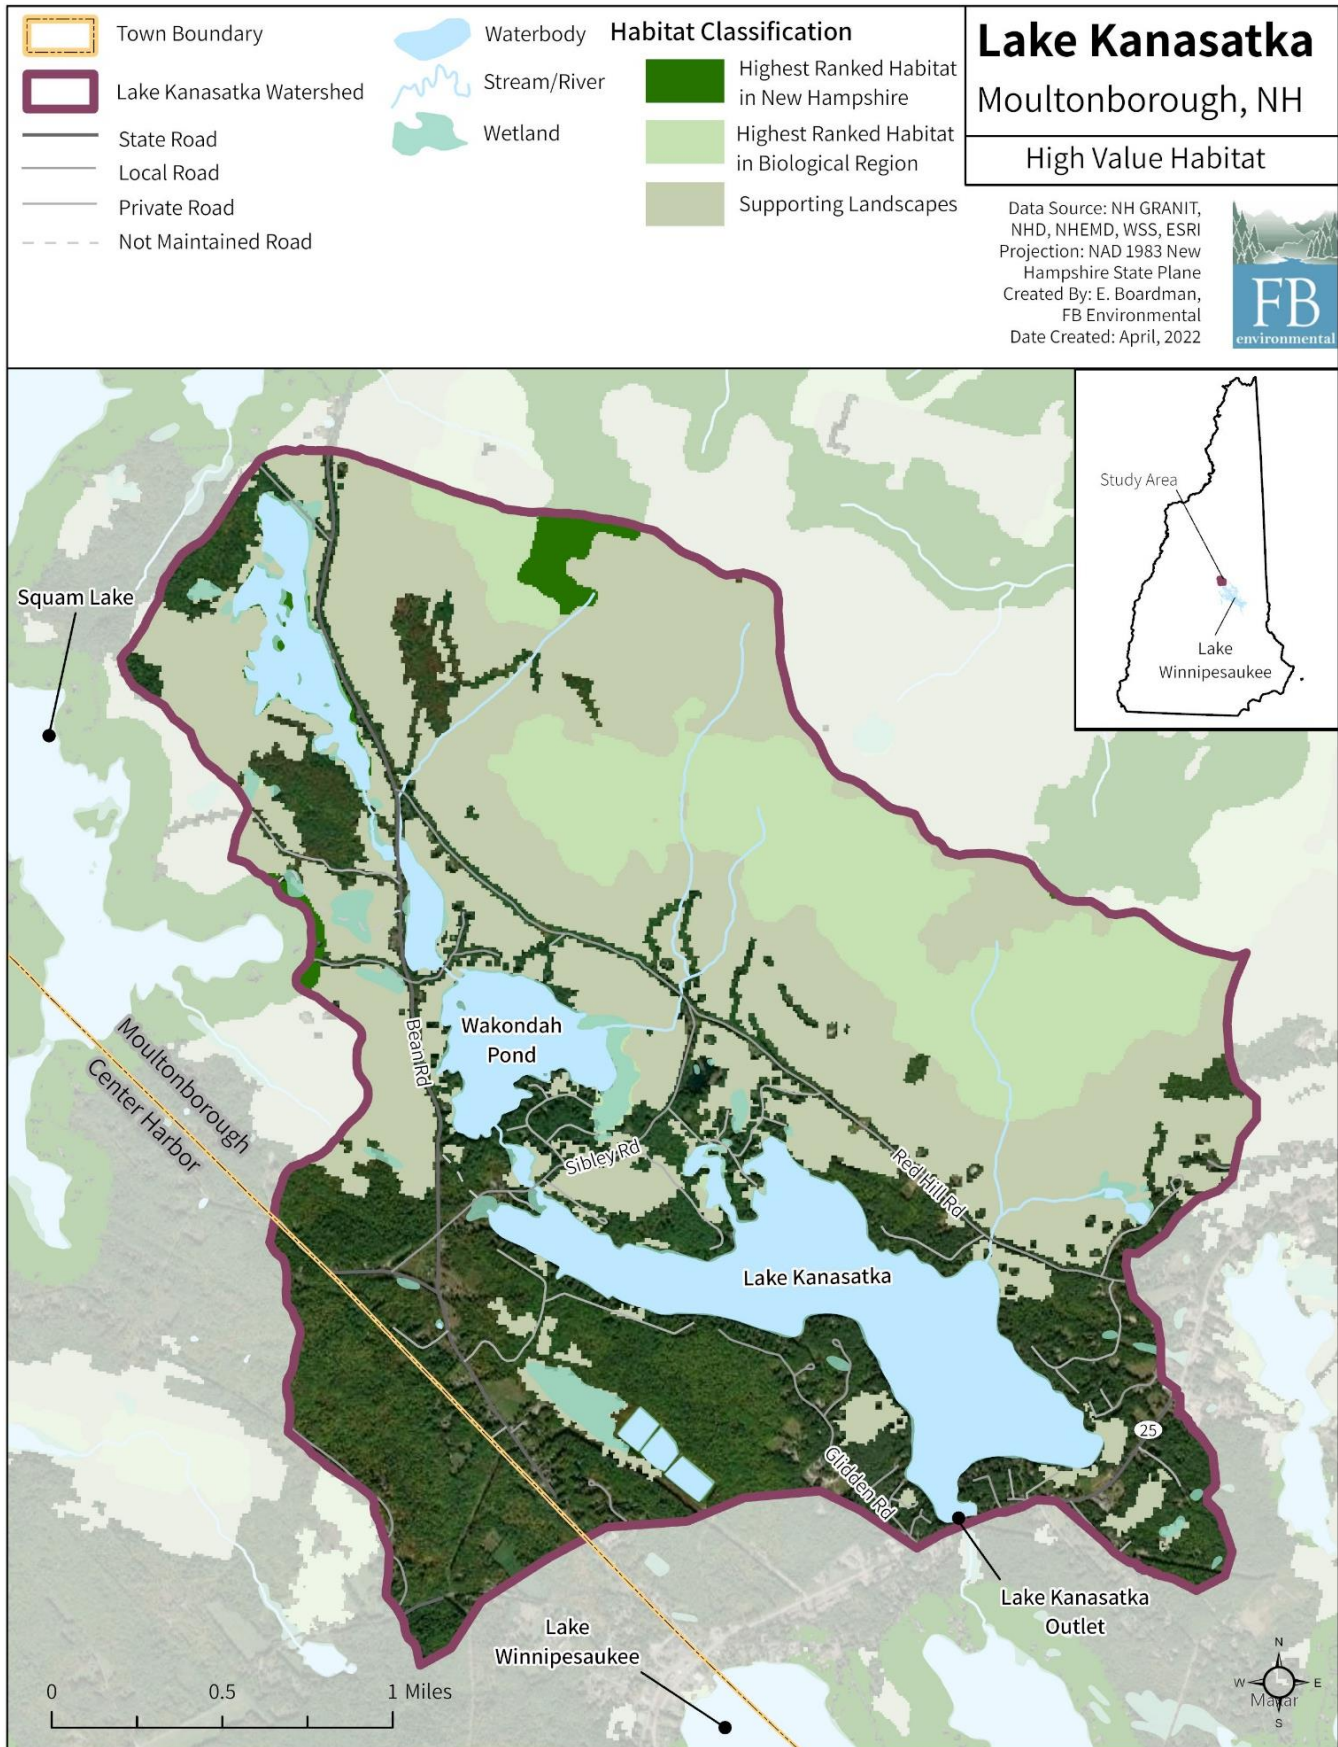 Town Boundary
Lake Kanasatka Watershed
State Road
Local Road
Private Road
Not Maintained Road
Waterbody
Stream/River
Wetland
Habitat Classification
Highest Ranked Habitat
in New Hampshire
Highest Ranked Habitat
in Biological Region
Supporting Landscapes
Lake Kanasatka
Moultonborough, NH
High Value Habitat
Data Source: NH GRANIT,
NHD, NHEMD, WSS, ESRI
Projection: NAD 1983 New
Hampshire State Plane
Created By: E. Boardman,
FB Environmental
Date Created: April, 2022
FB
environmental
Study Area
Lake
Winnipesaukee
Squam Lake
Wakondah
Pond
Bean Rd
Moultonborough
Center Harbor
Sibley Rd
Red Hill Rd
Lake Kanasatka
25
Glidden Rd
Lake Kanasatka
Outlet
Lake
Winnipesaukee
0 0.5 1 Miles
N
W E
S